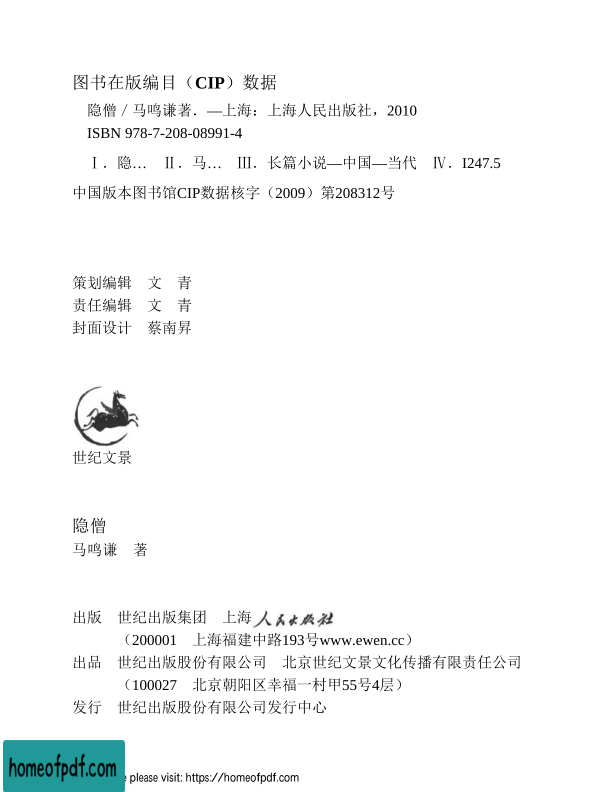 图书在版编目（CIP）数据
隐僧／马鸣谦著．—上海：上海人民出版社，2010
ISBN 978-7-208-08991-4
Ⅰ．隐…　Ⅱ．马…　Ⅲ．长篇小说—中国—当代　Ⅳ．I247.5
中国版本图书馆CIP数据核字（2009）第208312号
策划编辑　文　青
责任编辑　文　青
封面设计　蔡南昇
世纪文景
隐僧
马鸣谦　著
出版　世纪出版集团　上海人民出版社
（200001　上海福建中路193号www.ewen.cc）
出品　世纪出版股份有限公司　北京世纪文景文化传播有限责任公司
（100027　北京朝阳区幸福一村甲55号4层）
发行　世纪出版股份有限公司发行中心
homeofpdf.com
please visit: https://homeofpdf.com